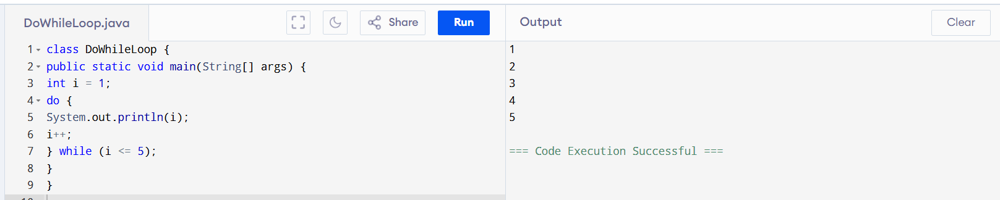 DoWhileLoop.java
Share
Run
Output
Clear
1 class DoWhileLoop {
2 public static void main(String[] args) {
3 int i = 1;
4 do {
5 System.out.println(i);
6 i++;
7 } while (i <= 5);
8 }
9 }
1
2
3
4
5
=== Code Execution Successful ===